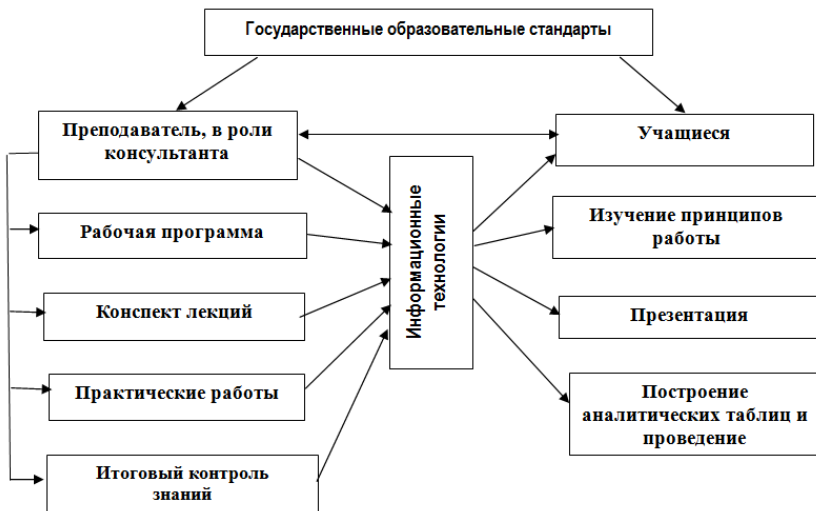 Государственные образовательные стандарты
Преподаватель, в роли
консультанта
Учащиеся
Информационные
технологии
Рабочая программа
Изучение принципов
работы
Конспект лекций
Презентация
Практические работы
Построение
аналитических таблиц и
проведение
Итоговый контроль
знаний